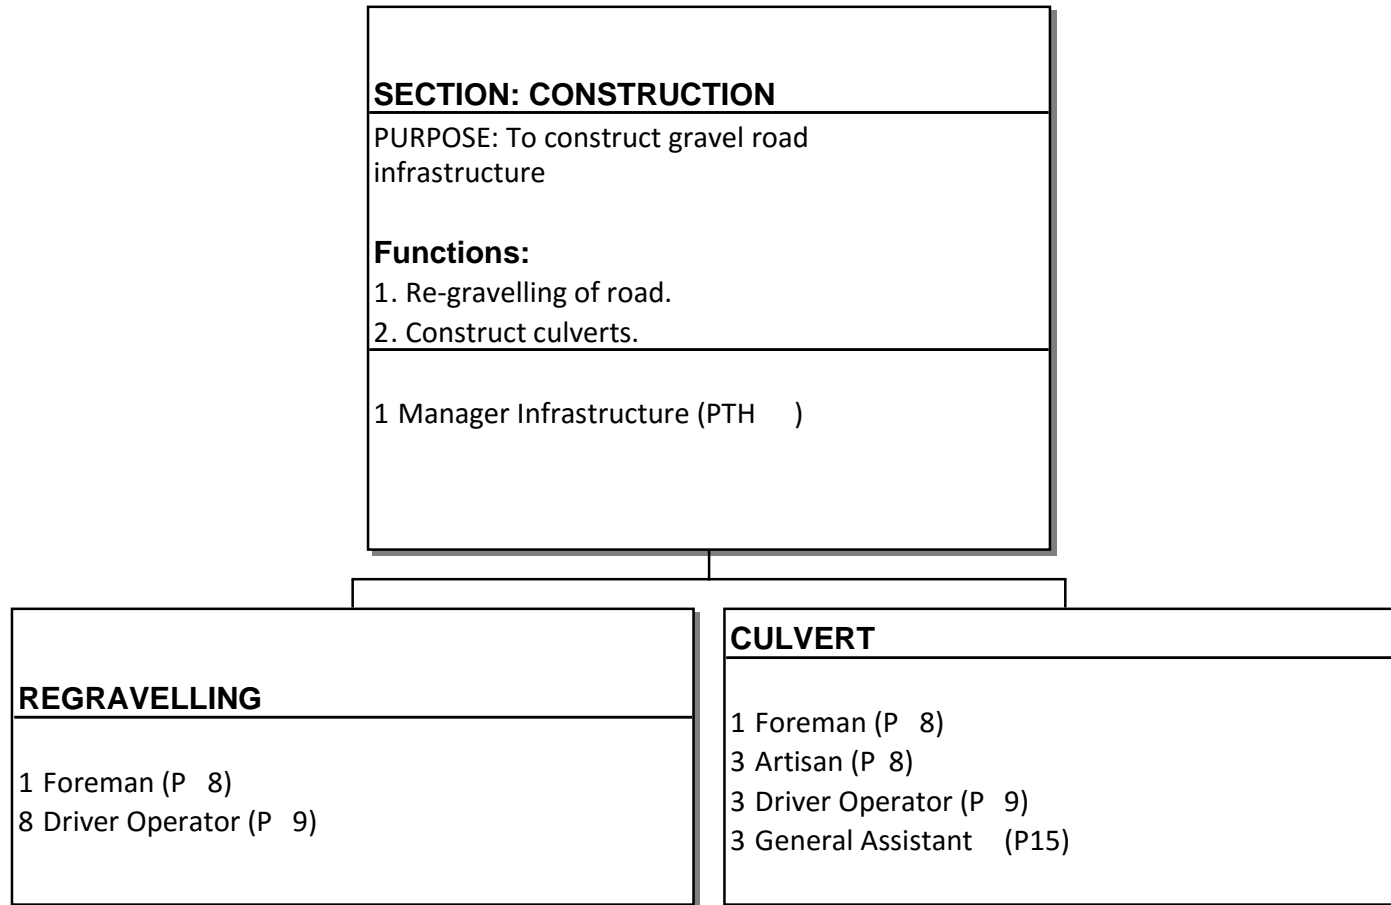 SECTION: CONSTRUCTION
PURPOSE: To construct gravel road
infrastructure
Functions:
1. Re-gravelling of road.
2. Construct culverts.
1 Manager Infrastructure (PTH     )
REGRAVELLING
1 Foreman (P   8)
8 Driver Operator (P   9)
CULVERT
1 Foreman (P   8)
3 Artisan (P  8)
3 Driver Operator (P   9)
3 General Assistant    (P15)